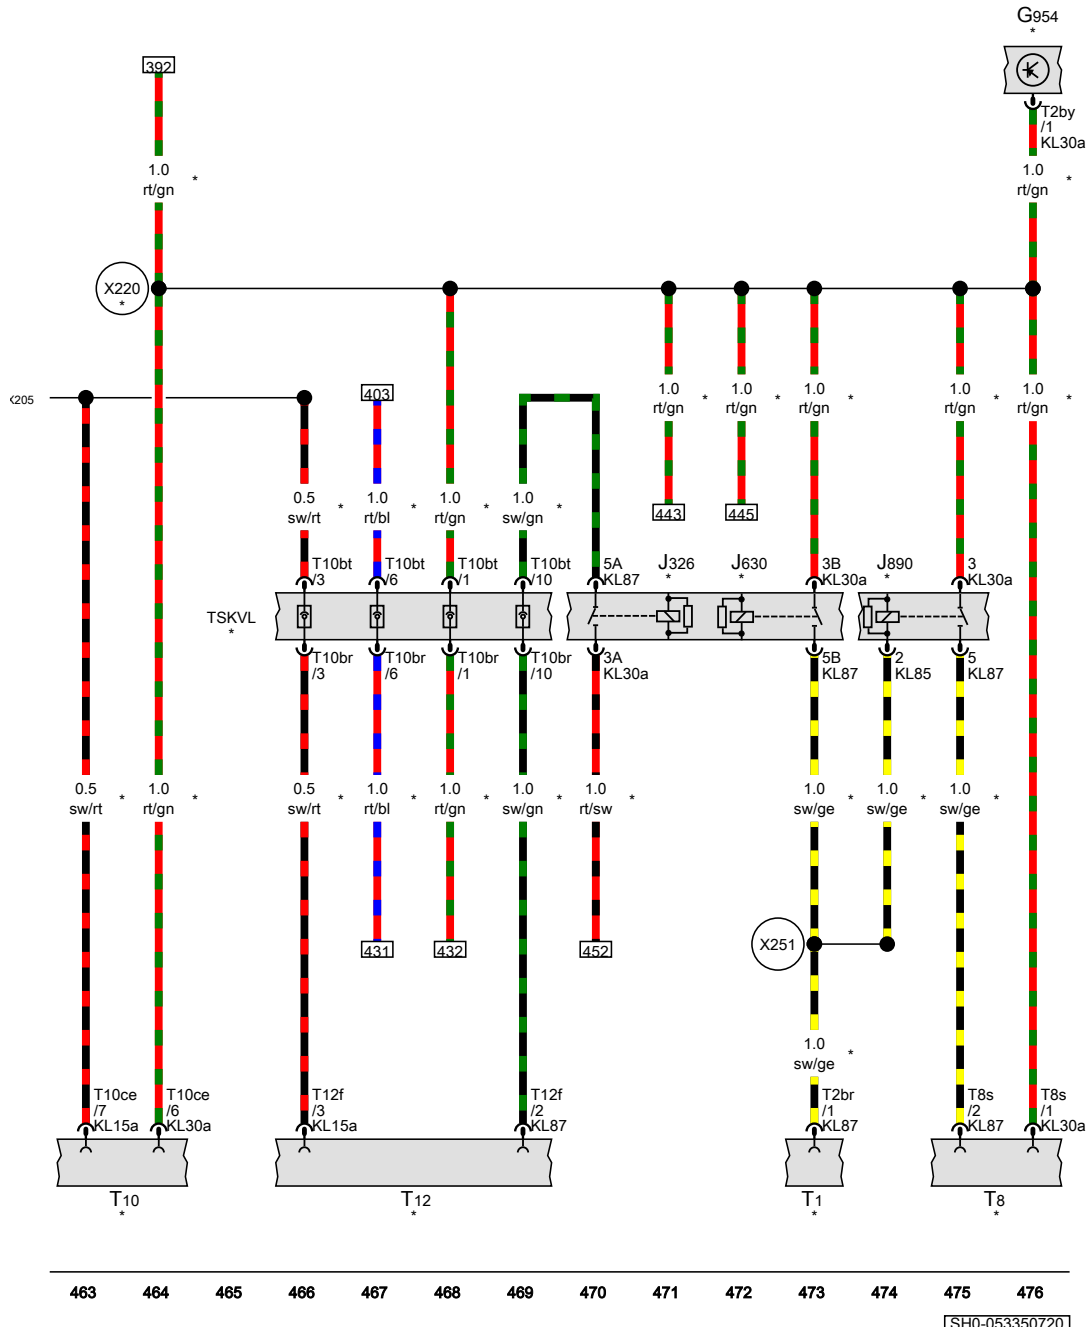 G954
*
392
T2by
/1
KL30a
1.0
rt/gn *
1.0
rt/gn *
X220
*
403
1.0
rt/gn *
1.0
rt/gn *
1.0
rt/gn *
1.0
rt/gn *
1.0
rt/gn *
0.5
sw/rt *
1.0
rt/bl *
1.0
rt/gn *
1.0
sw/gn *
443
445
T10bt
/3
T10bt
/6
T10bt
/1
T10bt
/10
5A
KL87
J326
*
J630
*
3B
KL30a
J890
*
3
KL30a
TSKVL
*
T10br
/3
T10br
/6
T10br
/1
T10br
/10
3A
KL30a
5B
KL87
2
KL85
5
KL87
0.5
sw/rt *
1.0
rt/gn *
0.5
sw/rt *
1.0
rt/bl *
1.0
rt/gn *
1.0
sw/gn *
1.0
rt/sw *
1.0
sw/ge *
1.0
sw/ge *
1.0
sw/ge *
431
432
452
X251
1.0
sw/ge *
T10ce
/7
KL15a
T10ce
/6
KL30a
T12f
/3
KL15a
T12f
/2
KL87
T2br
/1
KL87
T8s
/2
KL87
T8s
/1
KL30a
T10
*
T12
*
T1
*
T8
*
463 464 465 466 467 468 469 470 471 472 473 474 475 476
SH0-053350720